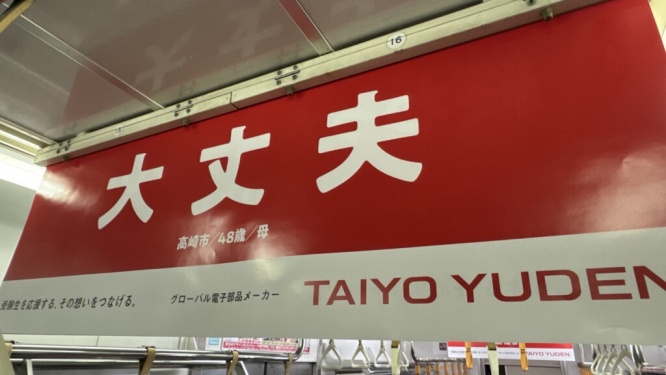 16
大丈夫
高崎市／48歳／母
受験生を応援する、その想いをつなげる。
グローバル電子部品メーカー
TAIYO YUDEN
TAIYO YUDEN